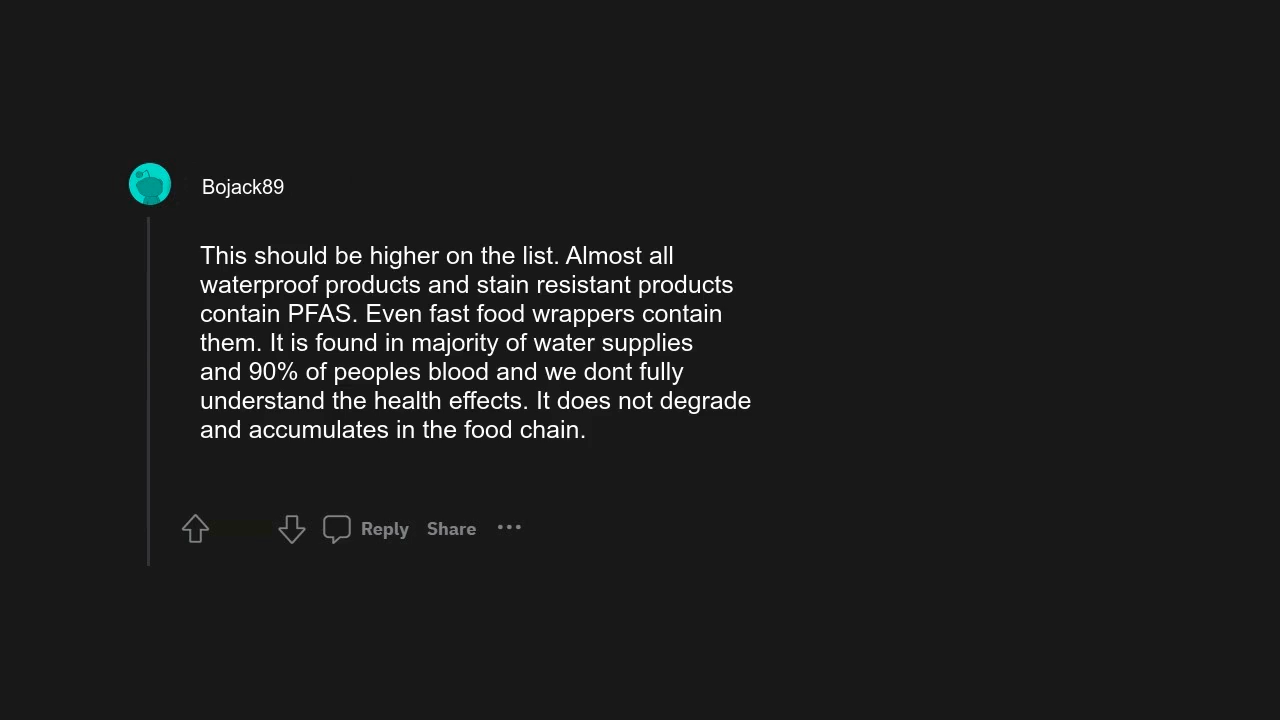 Bojack89
This should be higher on the list. Almost all
waterproof products and stain resistant products
contain PFAS. Even fast food wrappers contain
them. It is found in majority of water supplies
and 90% of peoples blood and we dont fully
understand the health effects. It does not degrade
and accumulates in the food chain.
Reply Share